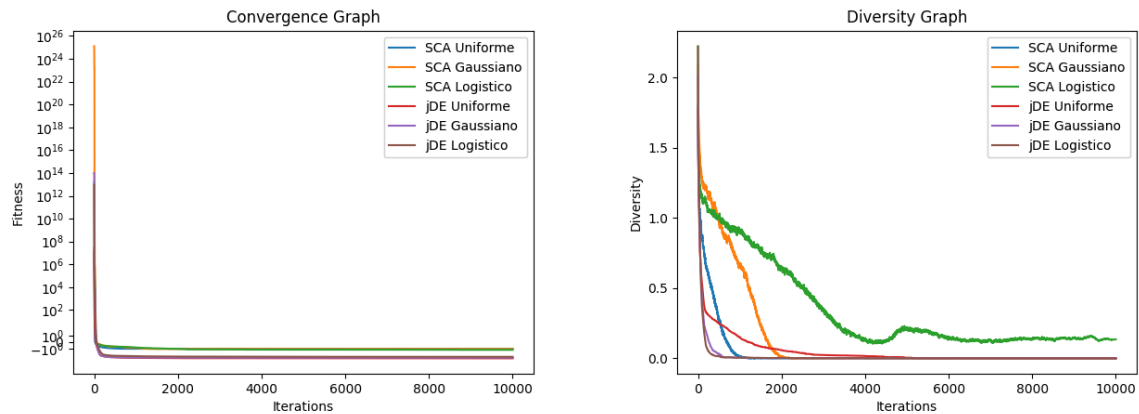 Convergence Graph
10^26
10^24
10^22
10^20
10^18
10^16
10^14
10^12
10^10
10^8
10^6
10^4
10^2
10^0
0
−10^0
Fitness
SCA Uniforme
SCA Gaussiano
SCA Logistico
jDE Uniforme
jDE Gaussiano
jDE Logistico
0 2000 4000 6000 8000 10000
Iterations
Diversity Graph
2.0
1.5
1.0
0.5
0.0
Diversity
SCA Uniforme
SCA Gaussiano
SCA Logistico
jDE Uniforme
jDE Gaussiano
jDE Logistico
0 2000 4000 6000 8000 10000
Iterations